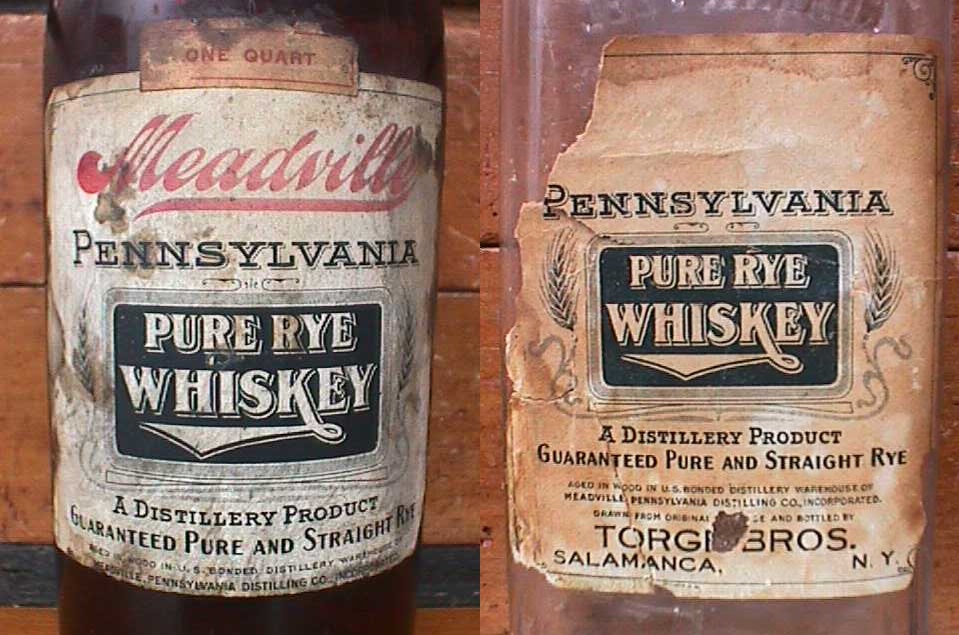 ONE QUART
Meadville
PENNSYLVANIA
PURE RYE
WHISKEY
A DISTILLERY PRODUCT
GUARANTEED PURE AND STRAIGHT RYE
AGED IN WOOD IN U.S. BONDED DISTILLERY WAREHOUSE OF
MEADVILLE, PENNSYLVANIA DISTILLING CO., INCORPORATED
PENNSYLVANIA
PURE RYE
WHISKEY
A DISTILLERY PRODUCT
GUARANTEED PURE AND STRAIGHT RYE
AGED IN WOOD IN U.S. BONDED DISTILLERY WAREHOUSE OF
MEADVILLE, PENNSYLVANIA DISTILLING CO., INCORPORATED.
DRAWN FROM ORIGINAL AND BOTTLED BY
BROS.
SALAMANCA, N.Y.